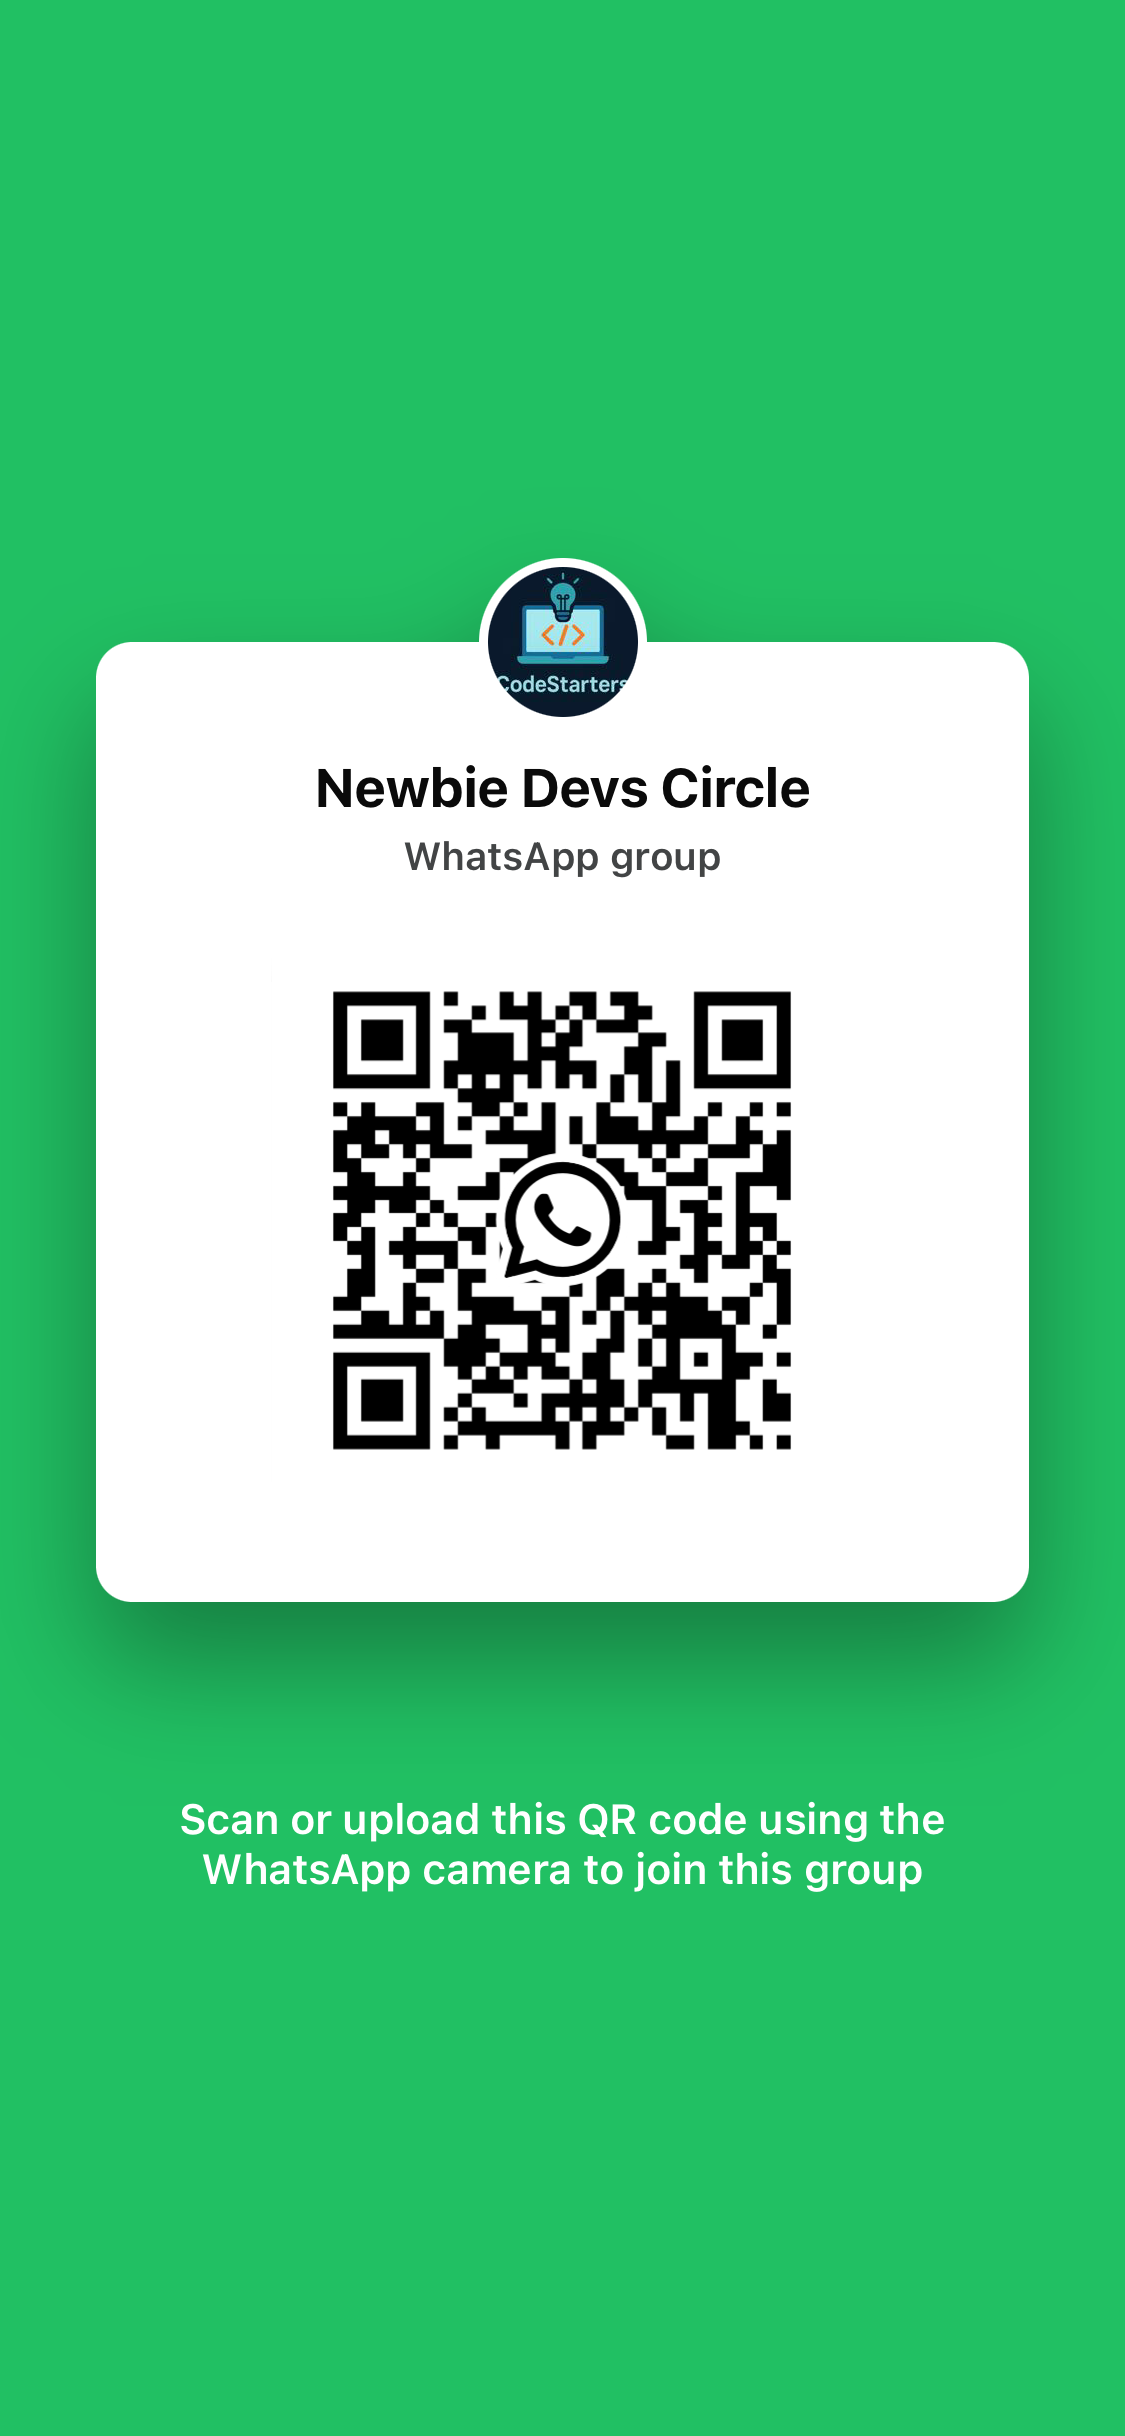 CodeStarters
Newbie Devs Circle
WhatsApp group
Scan or upload this QR code using the
WhatsApp camera to join this group